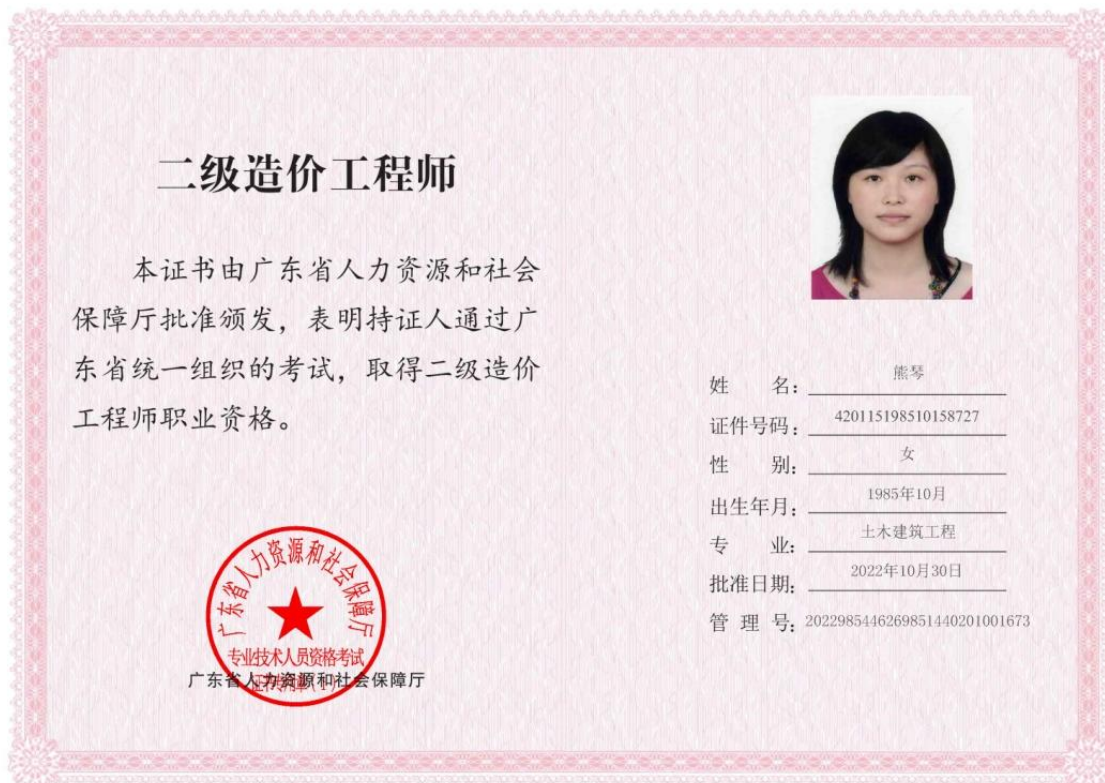 二级造价工程师
本证书由广东省人力资源和社会
保障厅批准颁发，表明持证人通过广
东省统一组织的考试，取得二级造价
工程师职业资格。
广东省人力资源和社会保障厅
专业技术人员资格考试
广东省人力资源和社会保障厅
姓 名：熊琴
证件号码：420115198510158727
性 别：女
出生年月：1985年10月
专 业：土木建筑工程
批准日期：2022年10月30日
管 理 号：20229854462698514402010​01673